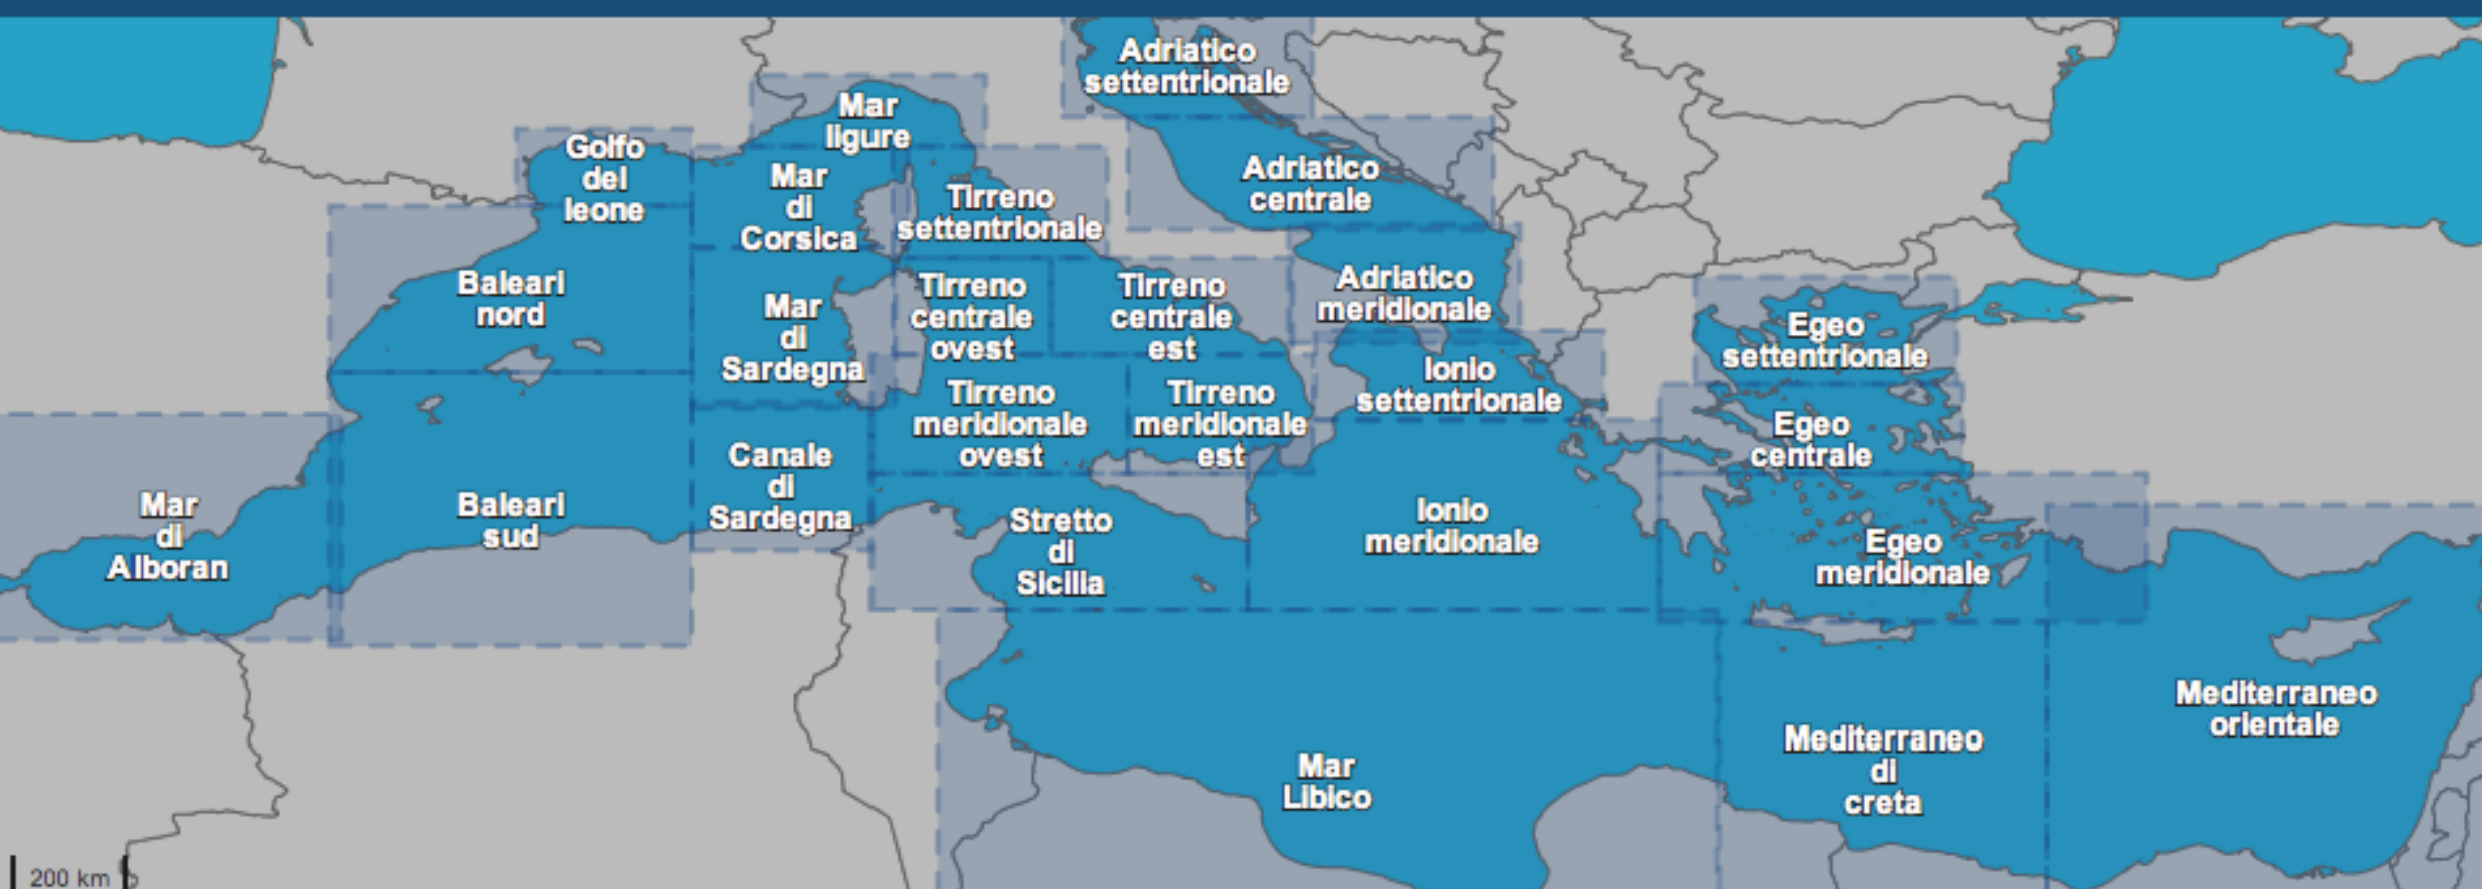 Adriatico
settentrionale
Mar
ligure
Golfo
del
leone
Mar
di
Corsica
Tirreno
settentrionale
Adriatico
centrale
Baleari
nord
Mar
di
Sardegna
Tirreno
centrale
ovest
Tirreno
centrale
est
Adriatico
meridionale
Egeo
settentrionale
Ionio
settentrionale
Tirreno
meridionale
ovest
Tirreno
meridionale
est
Egeo
centrale
Mar
di
Alboran
Baleari
sud
Canale
di
Sardegna
Stretto
di
Sicilia
Ionio
meridionale
Egeo
meridionale
Mediterraneo
orientale
Mar
Libico
Mediterraneo
di
creta
200 km